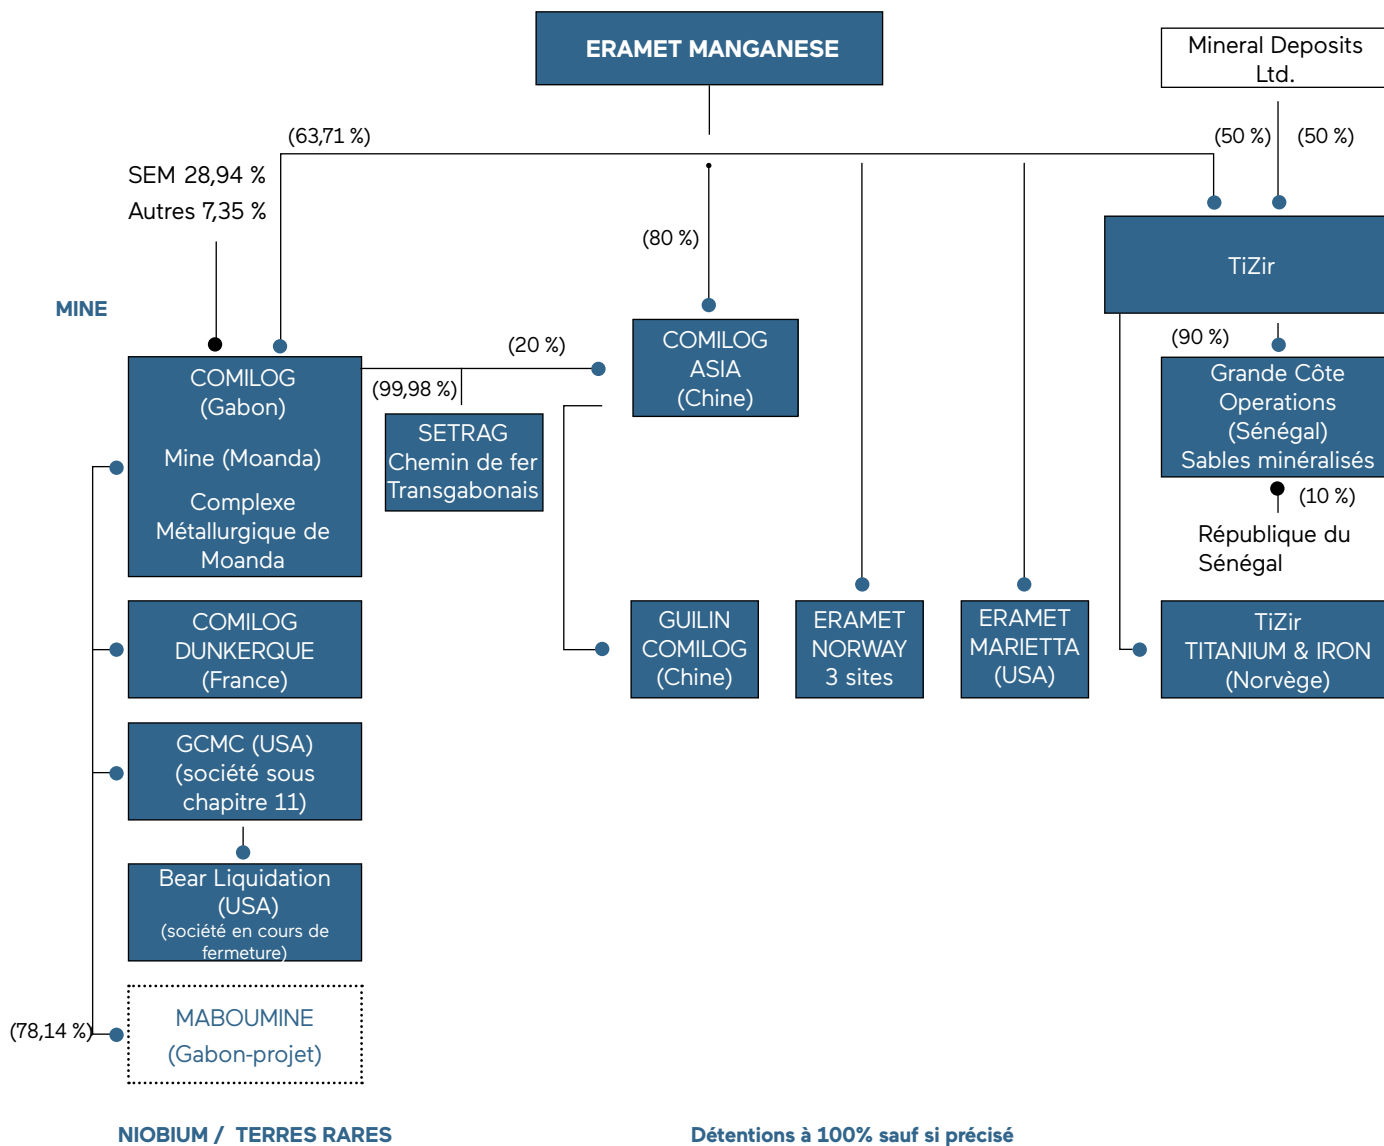 ERAMET MANGANESE
Mineral Deposits
Ltd.
(63,71 %)
(50 %)
(50 %)
SEM 28,94 %
Autres 7,35 %
(80 %)
TiZir
MINE
(20 %)
(90 %)
(99,98 %)
COMILOG
(Gabon)
Mine (Moanda)
Complexe
Métallurgique de
Moanda
SETRAG
Chemin de fer
Transgabonais
COMILOG
ASIA
(Chine)
Grande Côte
Operations
(Sénégal)
Sables minéralisés
(10 %)
République du
Sénégal
COMILOG
DUNKERQUE
(France)
GUILIN
COMILOG
(Chine)
ERAMET
NORWAY
3 sites
ERAMET
MARIETTA
(USA)
TiZir
TITANIUM & IRON
(Norvège)
GCMC (USA)
(société sous
chapitre 11)
Bear Liquidation
(USA)
(société en cours de
fermeture)
(78,14 %)
MABOUMINE
(Gabon-projet)
NIOBIUM / TERRES RARES
Détentions à 100% sauf si précisé